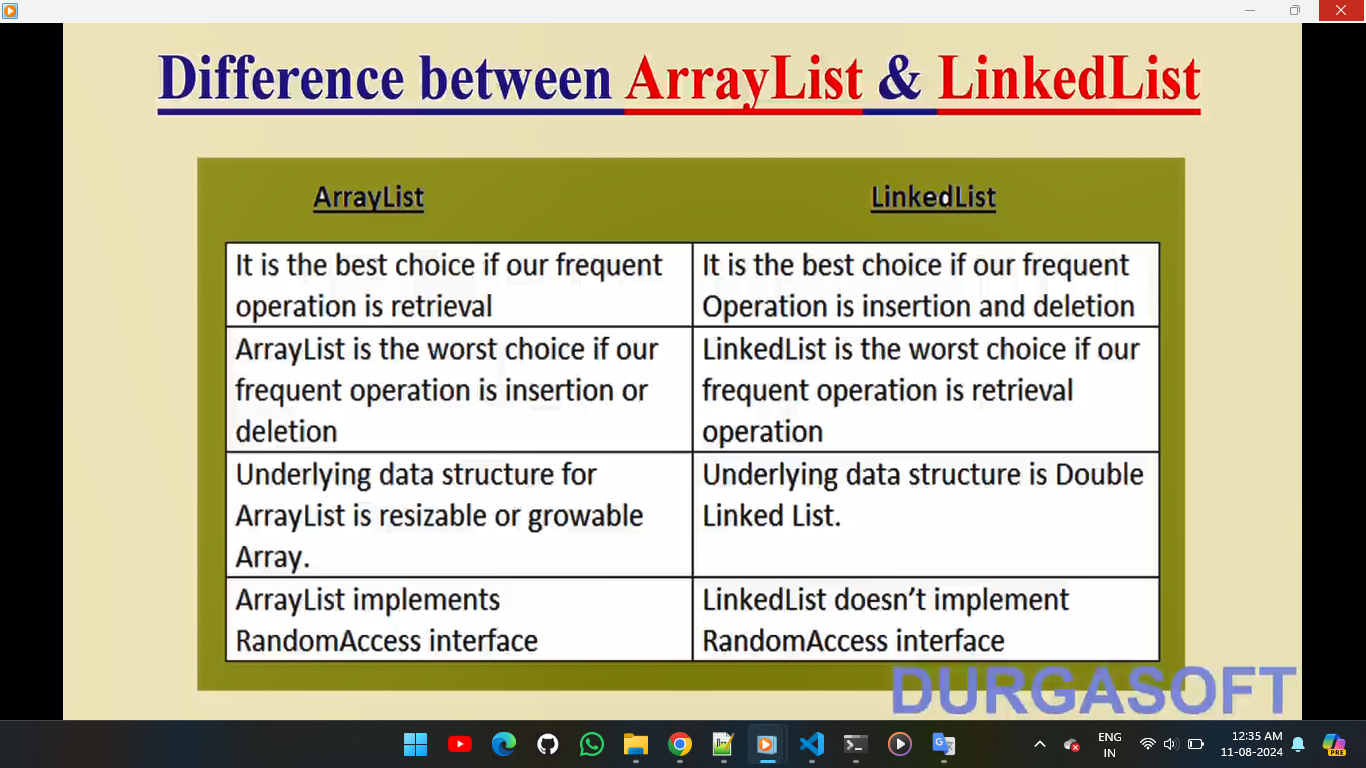 Difference between ArrayList & LinkedList
ArrayList
LinkedList
It is the best choice if our frequent
operation is retrieval
It is the best choice if our frequent
Operation is insertion and deletion
ArrayList is the worst choice if our
frequent operation is insertion or
deletion
LinkedList is the worst choice if our
frequent operation is retrieval
operation
Underlying data structure for
ArrayList is resizable or growable
Array.
Underlying data structure is Double
Linked List.
ArrayList implements
RandomAccess interface
LinkedList doesn’t implement
RandomAccess interface
DURGASOFT
ENG
IN
12:35 AM
11-08-2024
PRE